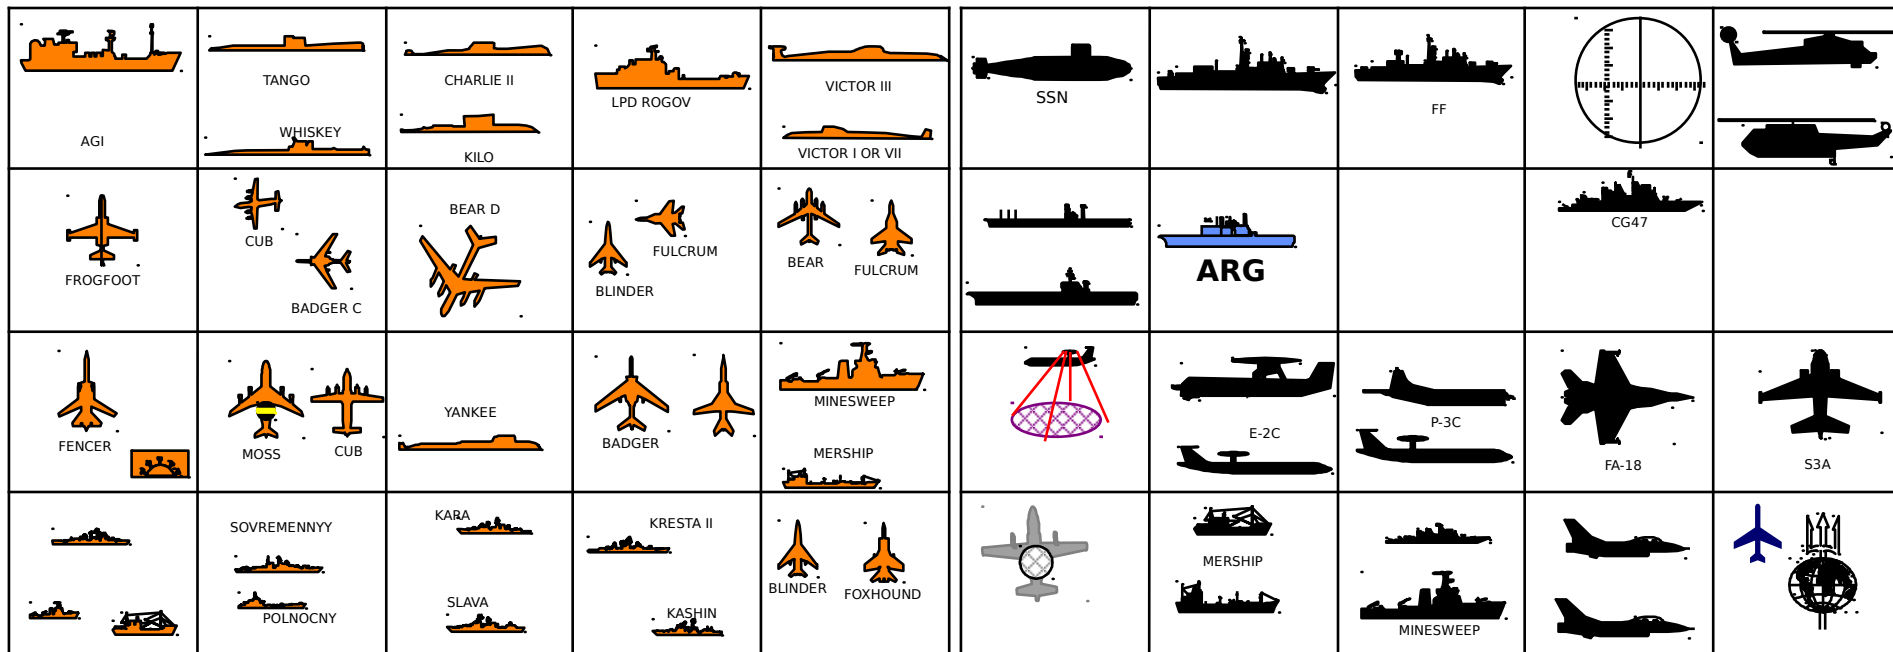 AGI
TANGO
WHISKEY
CHARLIE II
KILO
LPD ROGOV
VICTOR III
VICTOR I OR VII
SSN
FF
FROGFOOT
CUB
BADGER C
BEAR D
FULCRUM
BLINDER
BEAR
FULCRUM
ARG
CG47
FENCER
MOSS
CUB
YANKEE
BADGER
MINESWEEP
MERSHIP
E-2C
P-3C
FA-18
S3A
SOVREMENNYY
POLNOCNY
KARA
SLAVA
KRESTA II
KASHIN
BLINDER
FOXHOUND
MERSHIP
MINESWEEP